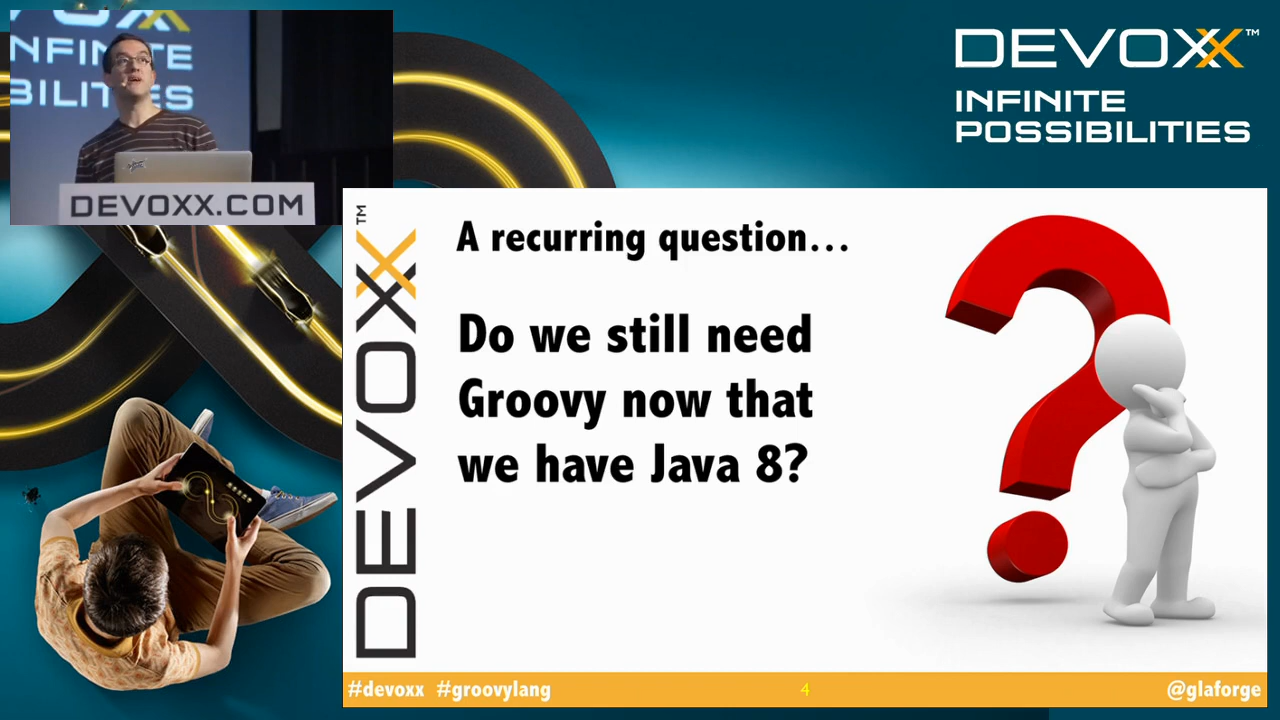 NFINITE
BILITIES
DEVOXX.COM
DEVOXX™
INFINITE
POSSIBILITIES
DEVOXX™
A recurring question...
Do we still need
Groovy now that
we have Java 8?
#devoxx #groovylang
4
@glaforge